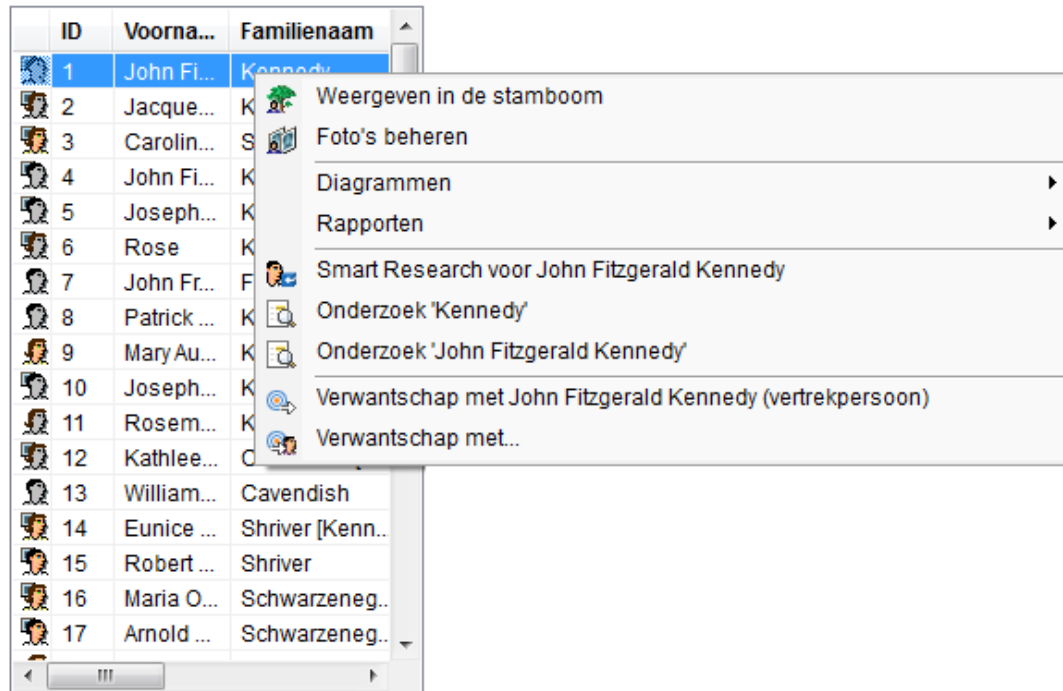 ID Voorna... Familienaam
1 John Fi... Kennedy
2 Jacque... K
3 Carolin... S
4 John Fi... K
5 Joseph... K
6 Rose K
7 John Fr... F
8 Patrick ... K
9 Mary Au... K
10 Joseph... K
11 Rosem... K
12 Kathlee...
13 William... Cavendish
14 Eunice ... Shriver [Kenn...
15 Robert ... Shriver
16 Maria O... Schwarzeneg...
17 Arnold ... Schwarzeneg...
Weergeven in de stamboom
Foto's beheren
Diagrammen
Rapporten
Smart Research voor John Fitzgerald Kennedy
Onderzoek 'Kennedy'
Onderzoek 'John Fitzgerald Kennedy'
Verwantschap met John Fitzgerald Kennedy (vertrekpersoon)
Verwantschap met...